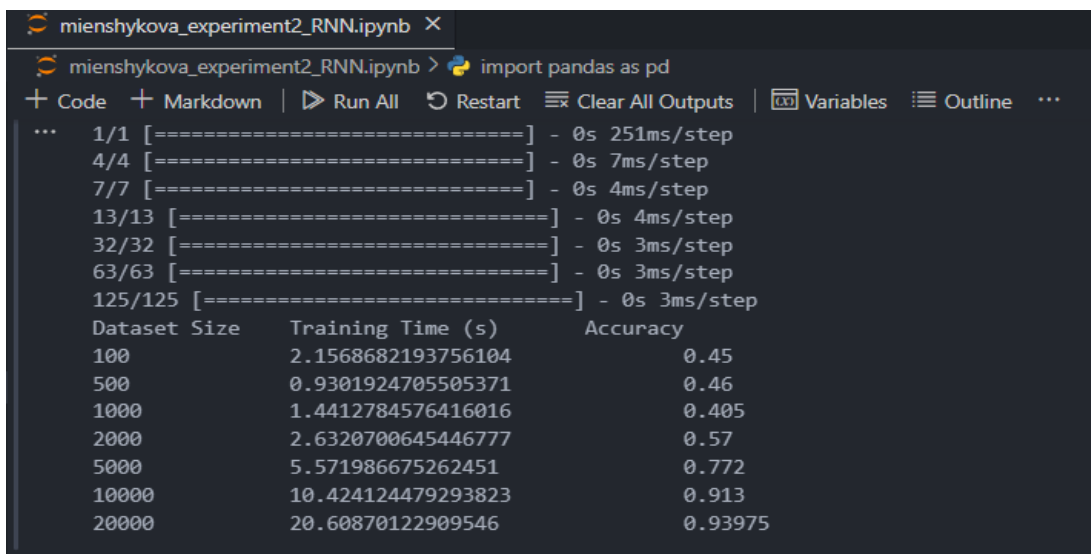 mienshykova_experiment2_RNN.ipynb ×
mienshykova_experiment2_RNN.ipynb > import pandas as pd
+ Code + Markdown | Run All Restart Clear All Outputs | Variables Outline ...
... 1/1 [==============================] - 0s 251ms/step
4/4 [==============================] - 0s 7ms/step
7/7 [==============================] - 0s 4ms/step
13/13 [==============================] - 0s 4ms/step
32/32 [==============================] - 0s 3ms/step
63/63 [==============================] - 0s 3ms/step
125/125 [==============================] - 0s 3ms/step
Dataset Size Training Time (s) Accuracy
100 2.1568682193756104 0.45
500 0.9301924705505371 0.46
1000 1.4412784576416016 0.405
2000 2.6320700645446777 0.57
5000 5.571986675262451 0.772
10000 10.424124479293823 0.913
20000 20.60870122909546 0.93975